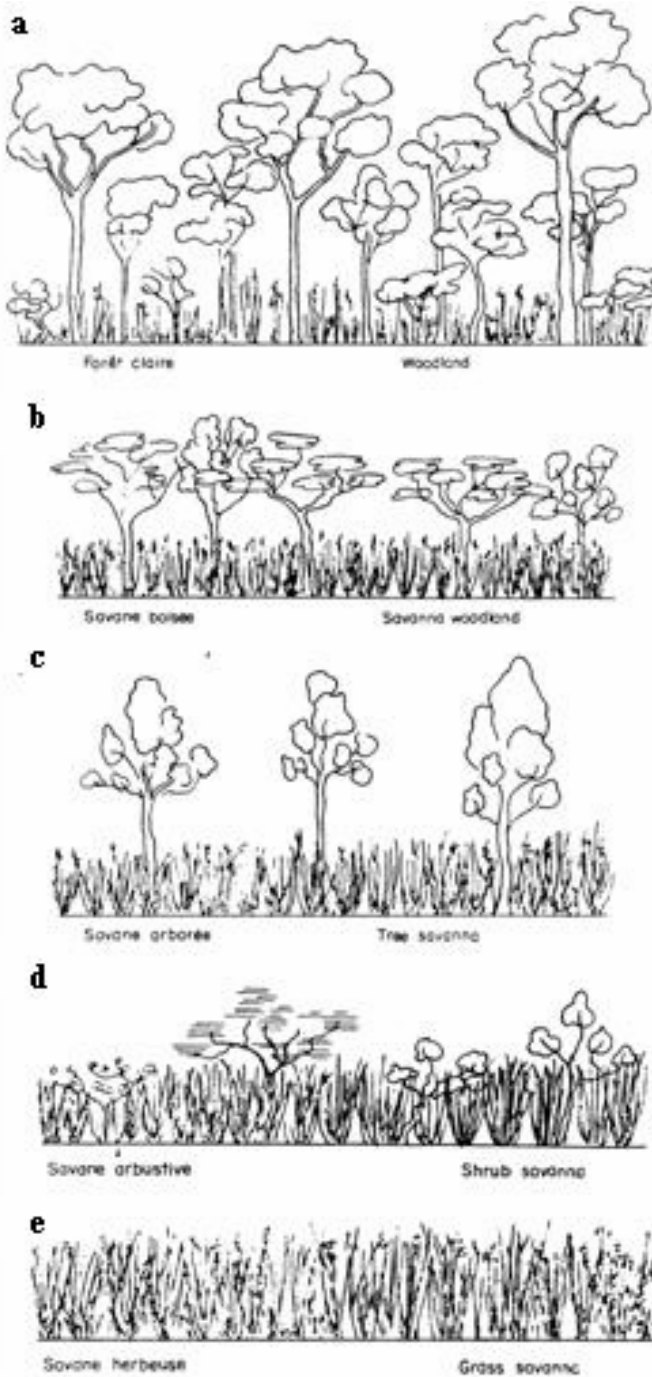 a
Forêt claire Woodland
b
Savane boisée Savanna woodland
c
Savane arborée Tree savanna
d
Savane arbustive Shrub savanna
e
Savane herbeuse Grass savanna